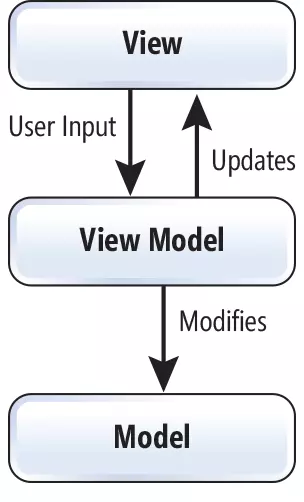 View
User Input
Updates
View Model
Modifies
Model